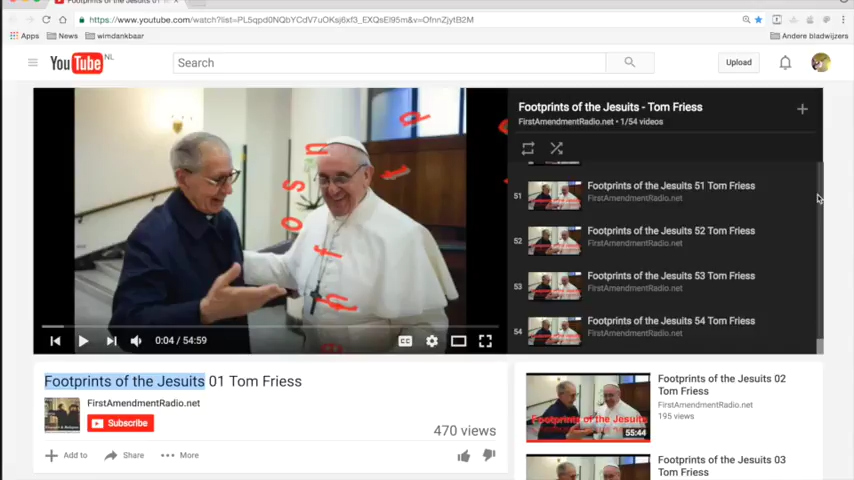 Footprints of the Jesuits 01
https://www.youtube.com/watch?list=PL5qpd0NQbYCdV7uOKsj6xf3_EXQsEl95m&v=OfnnZjytB2M
Apps News wimdankbaar Andere bladwijzers
YouTube NL Search Upload
Footprints of the Jesuits - Tom Friess
FirstAmendmentRadio.net • 1/54 videos
51 Footprints of the Jesuits 51 Tom Friess
FirstAmendmentRadio.net
52 Footprints of the Jesuits 52 Tom Friess
FirstAmendmentRadio.net
53 Footprints of the Jesuits 53 Tom Friess
FirstAmendmentRadio.net
54 Footprints of the Jesuits 54 Tom Friess
FirstAmendmentRadio.net
0:04 / 54:59 CC
Footprints of the Jesuits 01 Tom Friess
FirstAmendmentRadio.net
Subscribe
470 views
Add to Share More
Footprints of the Jesuits 02
Tom Friess
FirstAmendmentRadio.net
195 views
Footprints of the Jesuits
55:44
Footprints of the Jesuits 03
Tom Friess